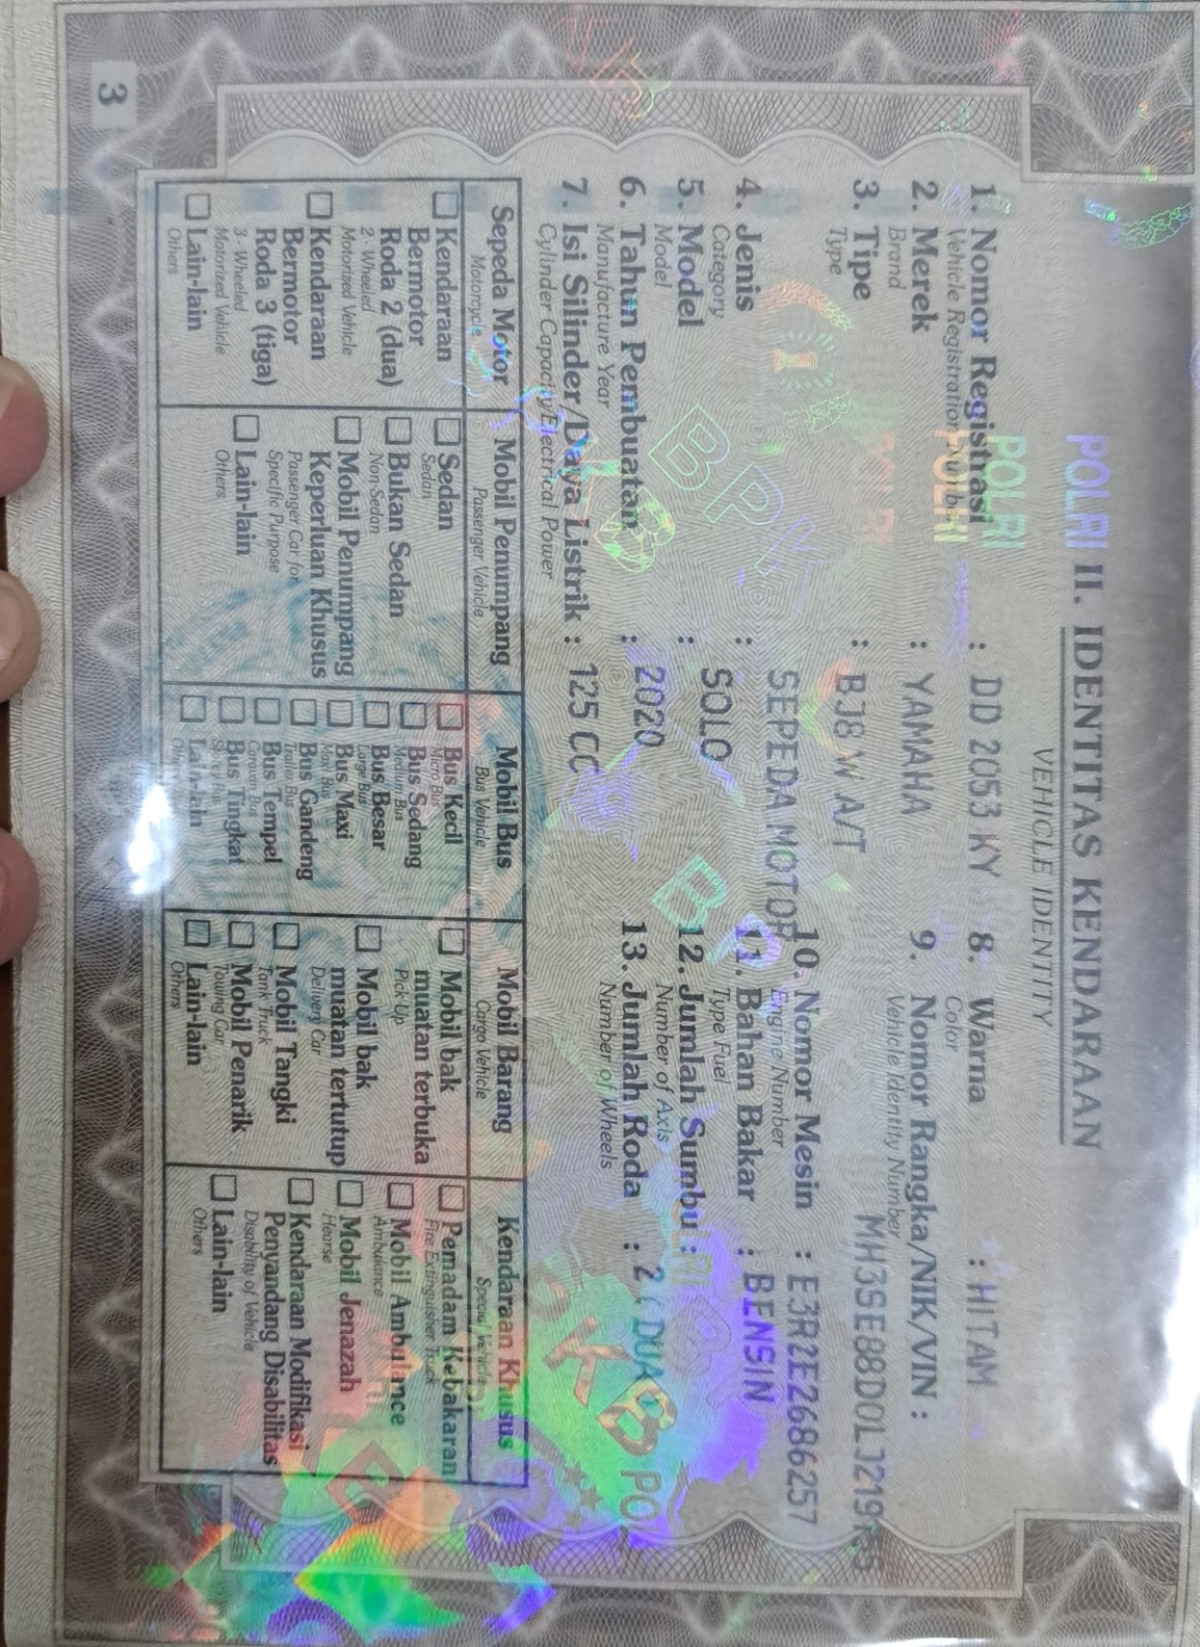 II. IDENTITAS KENDARAAN
VEHICLE IDENTITY
1. Nomor Registrasi : DD 2053 KY
Vehicle Registration
2. Merek : YAMAHA
Brand
3. Tipe : BJ8 W A/T
Type
4. Jenis : SEPEDA MOTOR
Category
5. Model : SOLO
Model
6. Tahun Pembuatan : 2020
Manufacture Year
7. Isi Silinder/Daya Listrik : 125 CC
Cylinder Capacity/Electrical Power
8. Warna : HITAM
Color
9. Nomor Rangka/NIK/VIN :
Vehicle Identity Number
10. Nomor Mesin : E3R2E2686257
Engine Number
11. Bahan Bakar : BENSIN
Type Fuel
12. Jumlah Sumbu :
Number of Axis
13. Jumlah Roda : 2 (DUA
Number of Wheels
Sepeda Motor
Motorcycle
Kendaraan
Bermotor
Roda 2 (dua)
2 - Wheeled
Motorized Vehicle
Kendaraan
Bermotor
Roda 3 (tiga)
3 - Wheeled
Motorized Vehicle
Lain-lain
Others
Mobil Penumpang
Passenger Vehicle
Sedan
Sedan
Bukan Sedan
Non-Sedan
Mobil Penumpang
Keperluan Khusus
Passenger Car for
Specific Purpose
Lain-lain
Others
Mobil Bus
Bus Vehicle
Bus Kecil
Micro Bus
Bus Sedang
Medium Bus
Bus Besar
Large Bus
Bus Maxi
Maxi Bus
Bus Gandeng
Trailer Bus
Bus Tempel
Bus Tingkat
Lain-lain
Mobil Barang
Cargo Vehicle
Mobil bak
muatan terbuka
Pick Up
Mobil bak
muatan tertutup
Delivery Car
Mobil Tangki
Tank Truck
Mobil Penarik
Towing Car
Lain-lain
Others
Kendaraan Khusus
Special Vehicle
Pemadam Kebakaran
Fire Extinguisher Truck
Mobil Ambulance
Ambulance
Mobil Jenazah
Hearse
Kendaraan Modifikasi
Penyandang Disabilitas
Disability of Vehicle
Lain-lain
Others
3
POLRI
POLRI
POLRI
BPKB